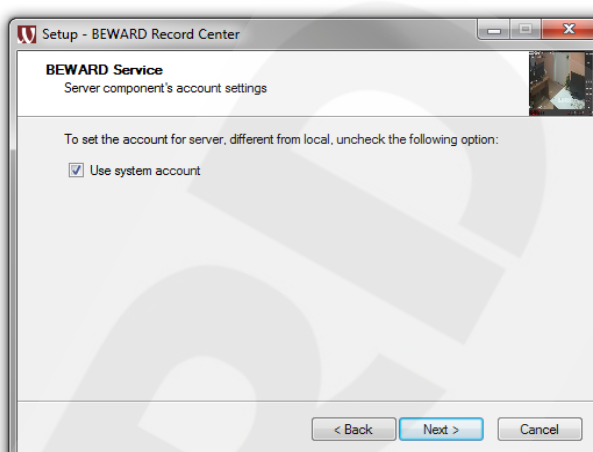 Setup - BEWARD Record Center
BEWARD Service
Server component's account settings
To set the account for server, different from local, uncheck the following option:
Use system account
< Back
Next >
Cancel